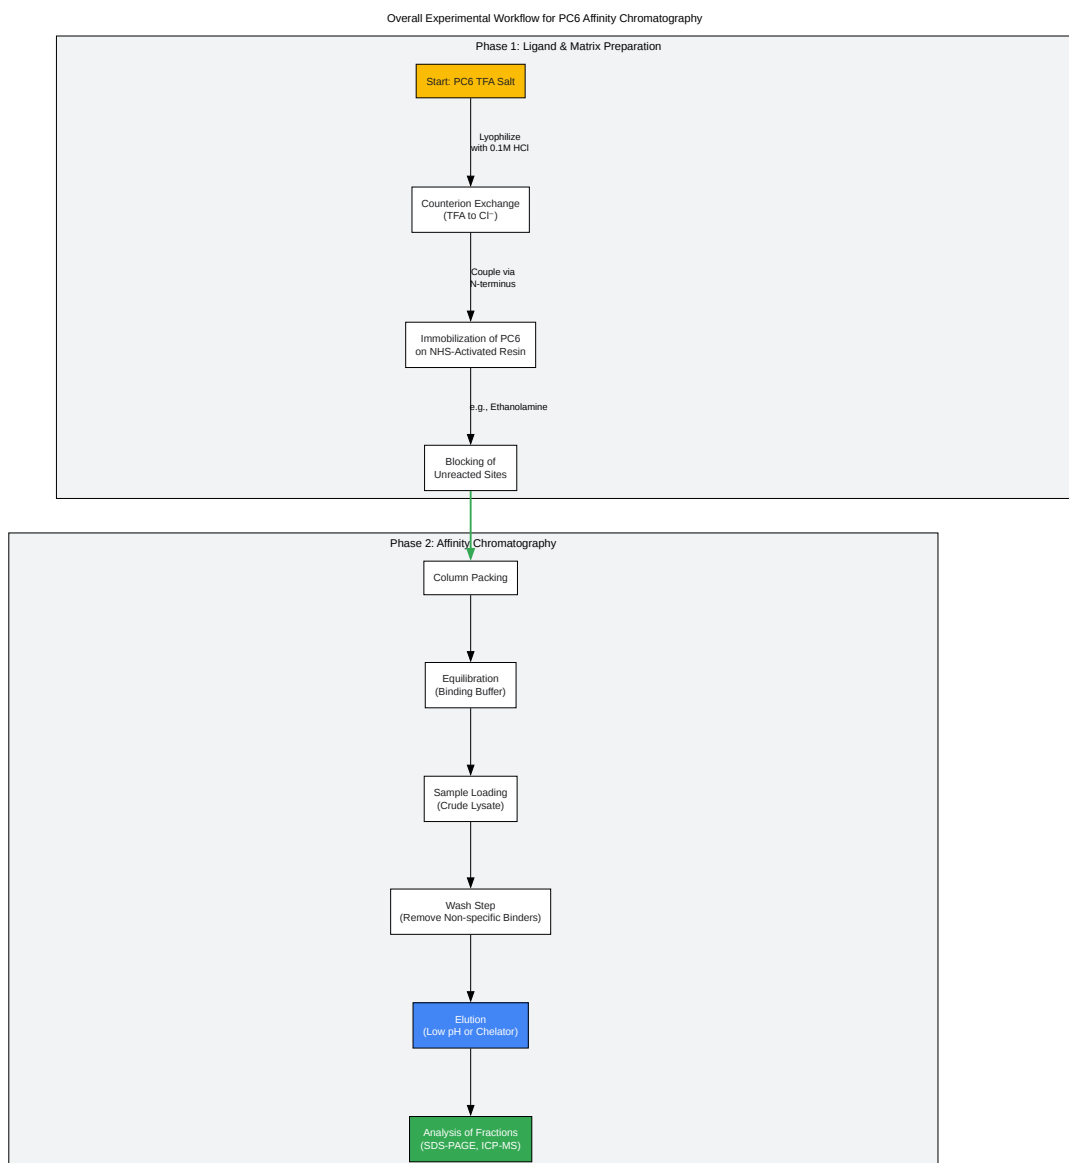 Overall Experimental Workflow for PC6 Affinity Chromatography
Phase 1: Ligand & Matrix Preparation
Start: PC6 TFA Salt
Lyophilize
with 0.1M HCl
Counterion Exchange
(TFA to Cl⁻)
Couple via
N-terminus
Immobilization of PC6
on NHS-Activated Resin
e.g., Ethanolamine
Blocking of
Unreacted Sites
Phase 2: Affinity Chromatography
Column Packing
Equilibration
(Binding Buffer)
Sample Loading
(Crude Lysate)
Wash Step
(Remove Non-specific Binders)
Elution
(Low pH or Chelator)
Analysis of Fractions
(SDS-PAGE, ICP-MS)